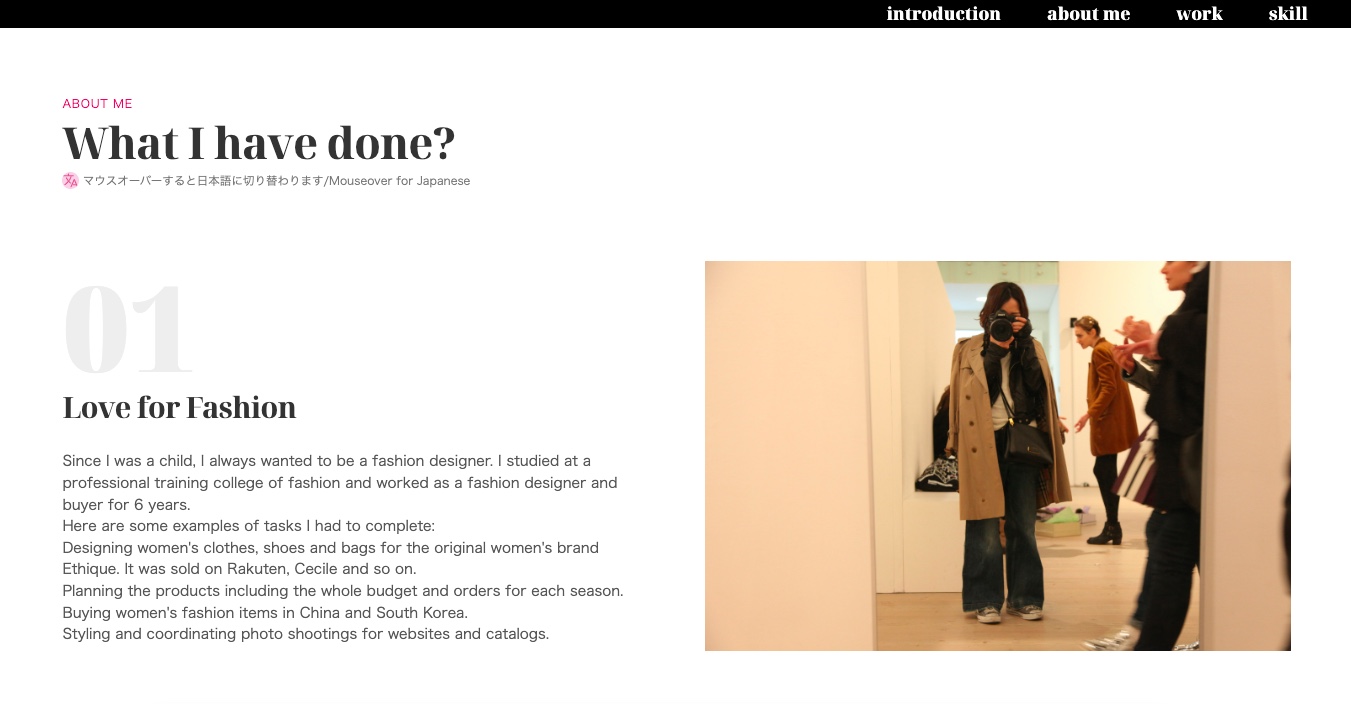 introduction about me work skill
ABOUT ME
What I have done?
マウスオーバーすると日本語に切り替わります/Mouseover for Japanese
01
Love for Fashion
Since I was a child, I always wanted to be a fashion designer. I studied at a
professional training college of fashion and worked as a fashion designer and
buyer for 6 years.
Here are some examples of tasks I had to complete:
Designing women's clothes, shoes and bags for the original women's brand
Ethique. It was sold on Rakuten, Cecile and so on.
Planning the products including the whole budget and orders for each season.
Buying women's fashion items in China and South Korea.
Styling and coordinating photo shootings for websites and catalogs.